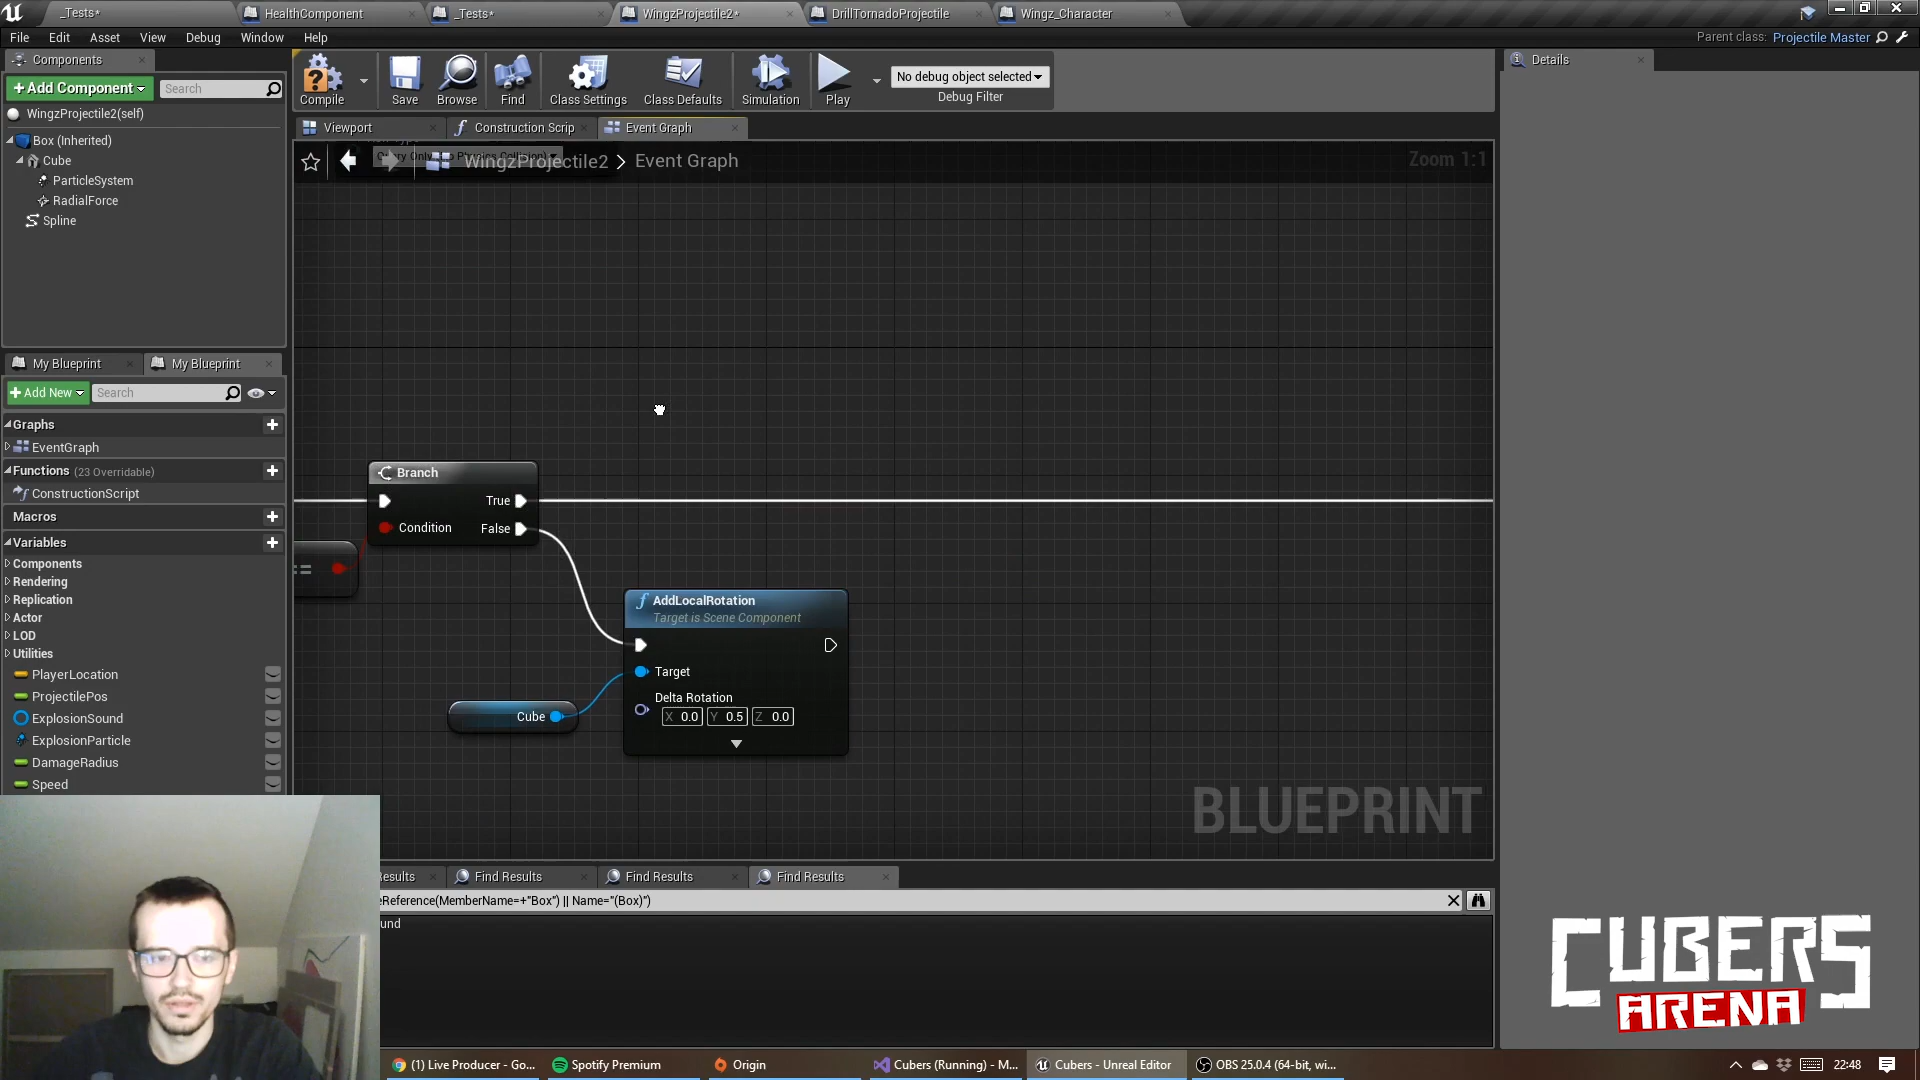 _Tests*
HealthComponent
_Tests*
WingzProjectile2*
DrillTornadoProjectile
Wingz_Character
File Edit Asset View Debug Window Help
Parent class: Projectile Master
Components
+Add Component
Search
WingzProjectile2(self)
Box (Inherited)
Cube
ParticleSystem
RadialForce
Spline
Compile
Save
Browse
Find
Class Settings
Class Defaults
Simulation
Play
No debug object selected
Debug Filter
Details
Viewport
Construction Scrip
Event Graph
WingzProjectile2 > Event Graph
Zoom 1:1
My Blueprint
My Blueprint
+Add New
Search
Graphs
EventGraph
Functions (23 Overridable)
ConstructionScript
Macros
Variables
Components
Rendering
Replication
Actor
LOD
Utilities
PlayerLocation
ProjectilePos
ExplosionSound
ExplosionParticle
DamageRadius
Speed
Branch
True
Condition
False
==
AddLocalRotation
Target is Scene Component
Target
Delta Rotation
X 0.0 Y 0.5 Z 0.0
Cube
BLUEPRINT
esults
Find Results
Find Results
Find Results
eReference(MemberName=+"Box") || Name="(Box)")
und
CUBERS
ARENA
(1) Live Producer - Go...
Spotify Premium
Origin
Cubers (Running) - M...
Cubers - Unreal Editor
OBS 25.0.4 (64-bit, wi...
22:48